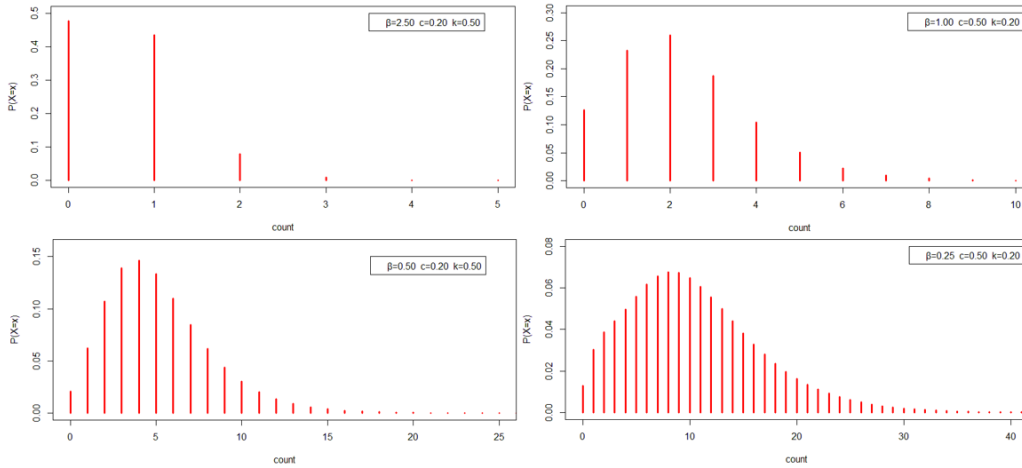 β=2.50 c=0.20 k=0.50
P(X=x)
0.0 0.1 0.2 0.3 0.4 0.5
0 1 2 3 4 5
count
β=1.00 c=0.50 k=0.20
P(X=x)
0.00 0.05 0.10 0.15 0.20 0.25 0.30
0 2 4 6 8 10
count
β=0.50 c=0.20 k=0.50
P(X=x)
0.00 0.05 0.15
0 5 10 15 20 25
count
β=0.25 c=0.50 k=0.20
P(X=x)
0.00 0.02 0.04 0.06 0.08
0 10 20 30 40
count